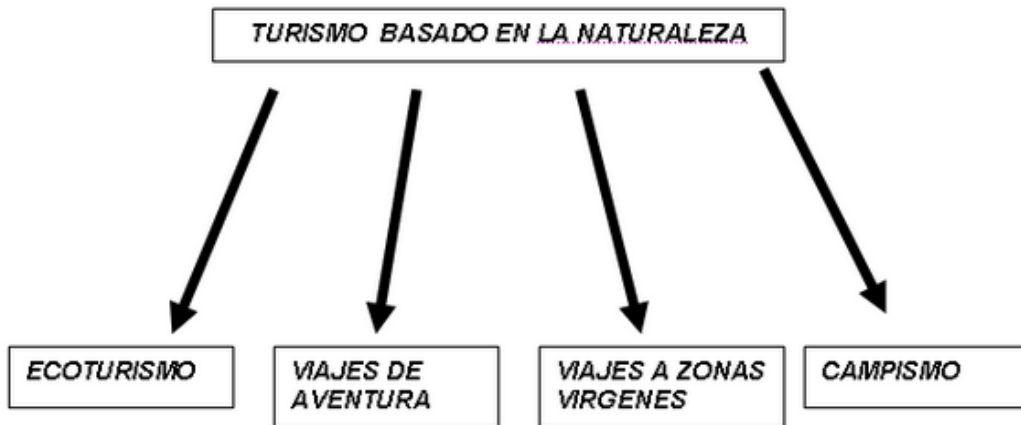 TURISMO BASADO EN LA NATURALEZA
ECOTURISMO
VIAJES DE
AVENTURA
VIAJES A ZONAS
VIRGENES
CAMPISMO